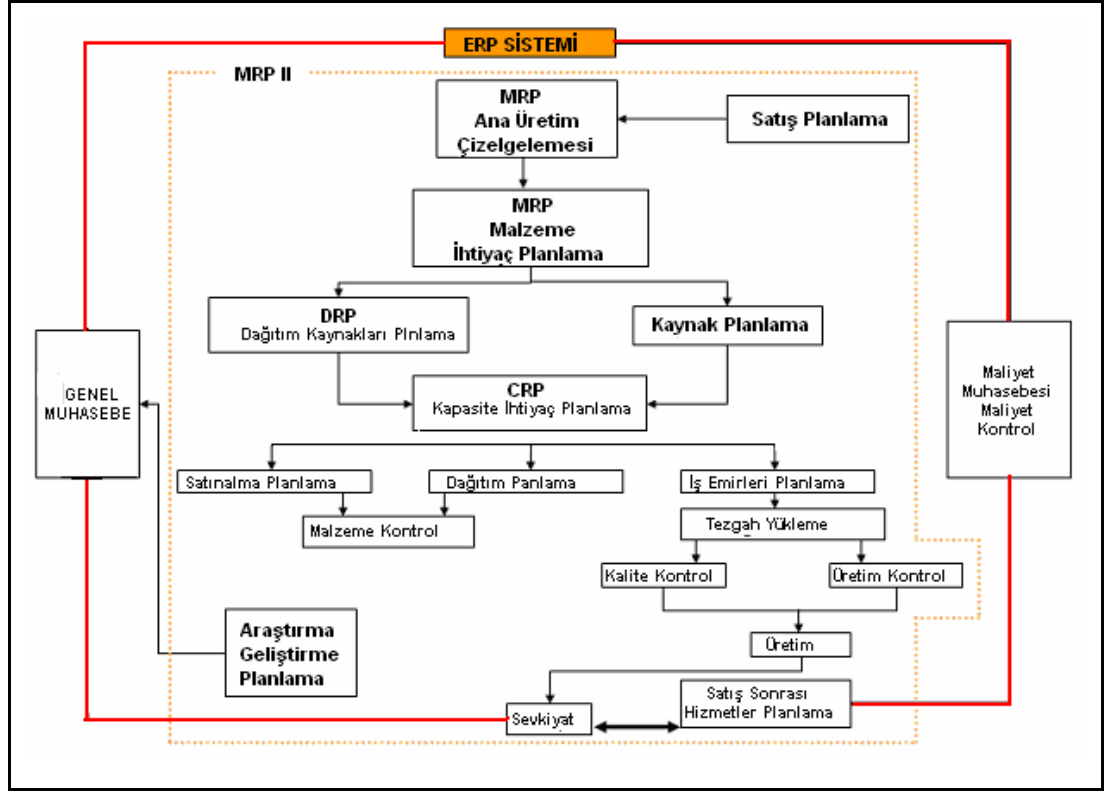 ERP SİSTEMİ
MRP II
MRP
Ana Üretim
Çizelgelemesi
Satış Planlama
MRP
Malzeme
İhtiyaç Planlama
DRP
Dağıtım Kaynakları Plnlama
Kaynak Planlama
GENEL
MUHASEBE
CRP
Kapasite İhtiyaç Planlama
Maliyet
Muhasebesi
Maliyet
Kontrol
Satınalma Planlama
Dağıtım Panlama
İş Emirleri Planlama
Malzeme Kontrol
Tezgah Yükleme
Kalite Kontrol
Üretim Kontrol
Araştırma
Geliştirme
Planlama
Üretim
Sevkiyat
Satış Sonrası
Hizmetler Planlama